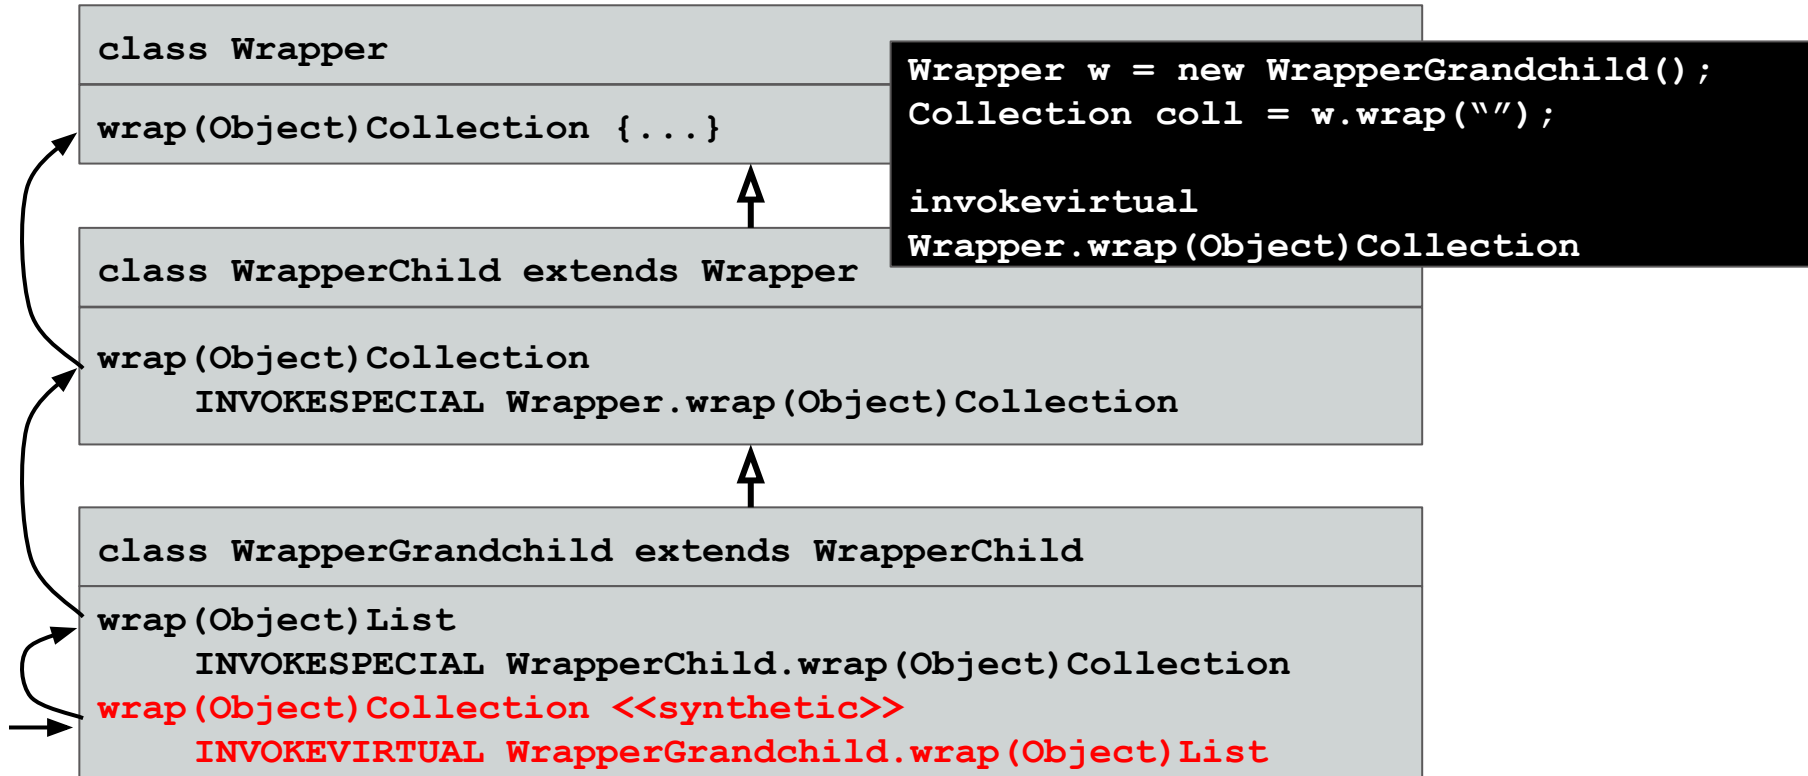 class Wrapper
wrap(Object)Collection {...}
Wrapper w = new WrapperGrandchild();
Collection coll = w.wrap(“”);
invokevirtual
Wrapper.wrap(Object)Collection
class WrapperChild extends Wrapper
wrap(Object)Collection
INVOKESPECIAL Wrapper.wrap(Object)Collection
class WrapperGrandchild extends WrapperChild
wrap(Object)List
INVOKESPECIAL WrapperChild.wrap(Object)Collection
wrap(Object)Collection <<synthetic>>
INVOKEVIRTUAL WrapperGrandchild.wrap(Object)List